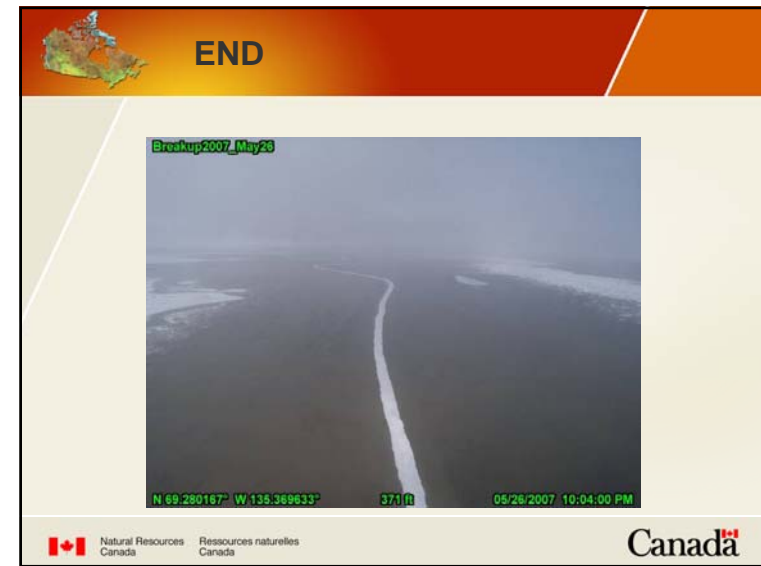 END
Breakup2007_May26
N 69.280167° W 135.369633° 371 ft 05/26/2007 10:04:00 PM
Natural Resources Ressources naturelles
Canada Canada
Canada